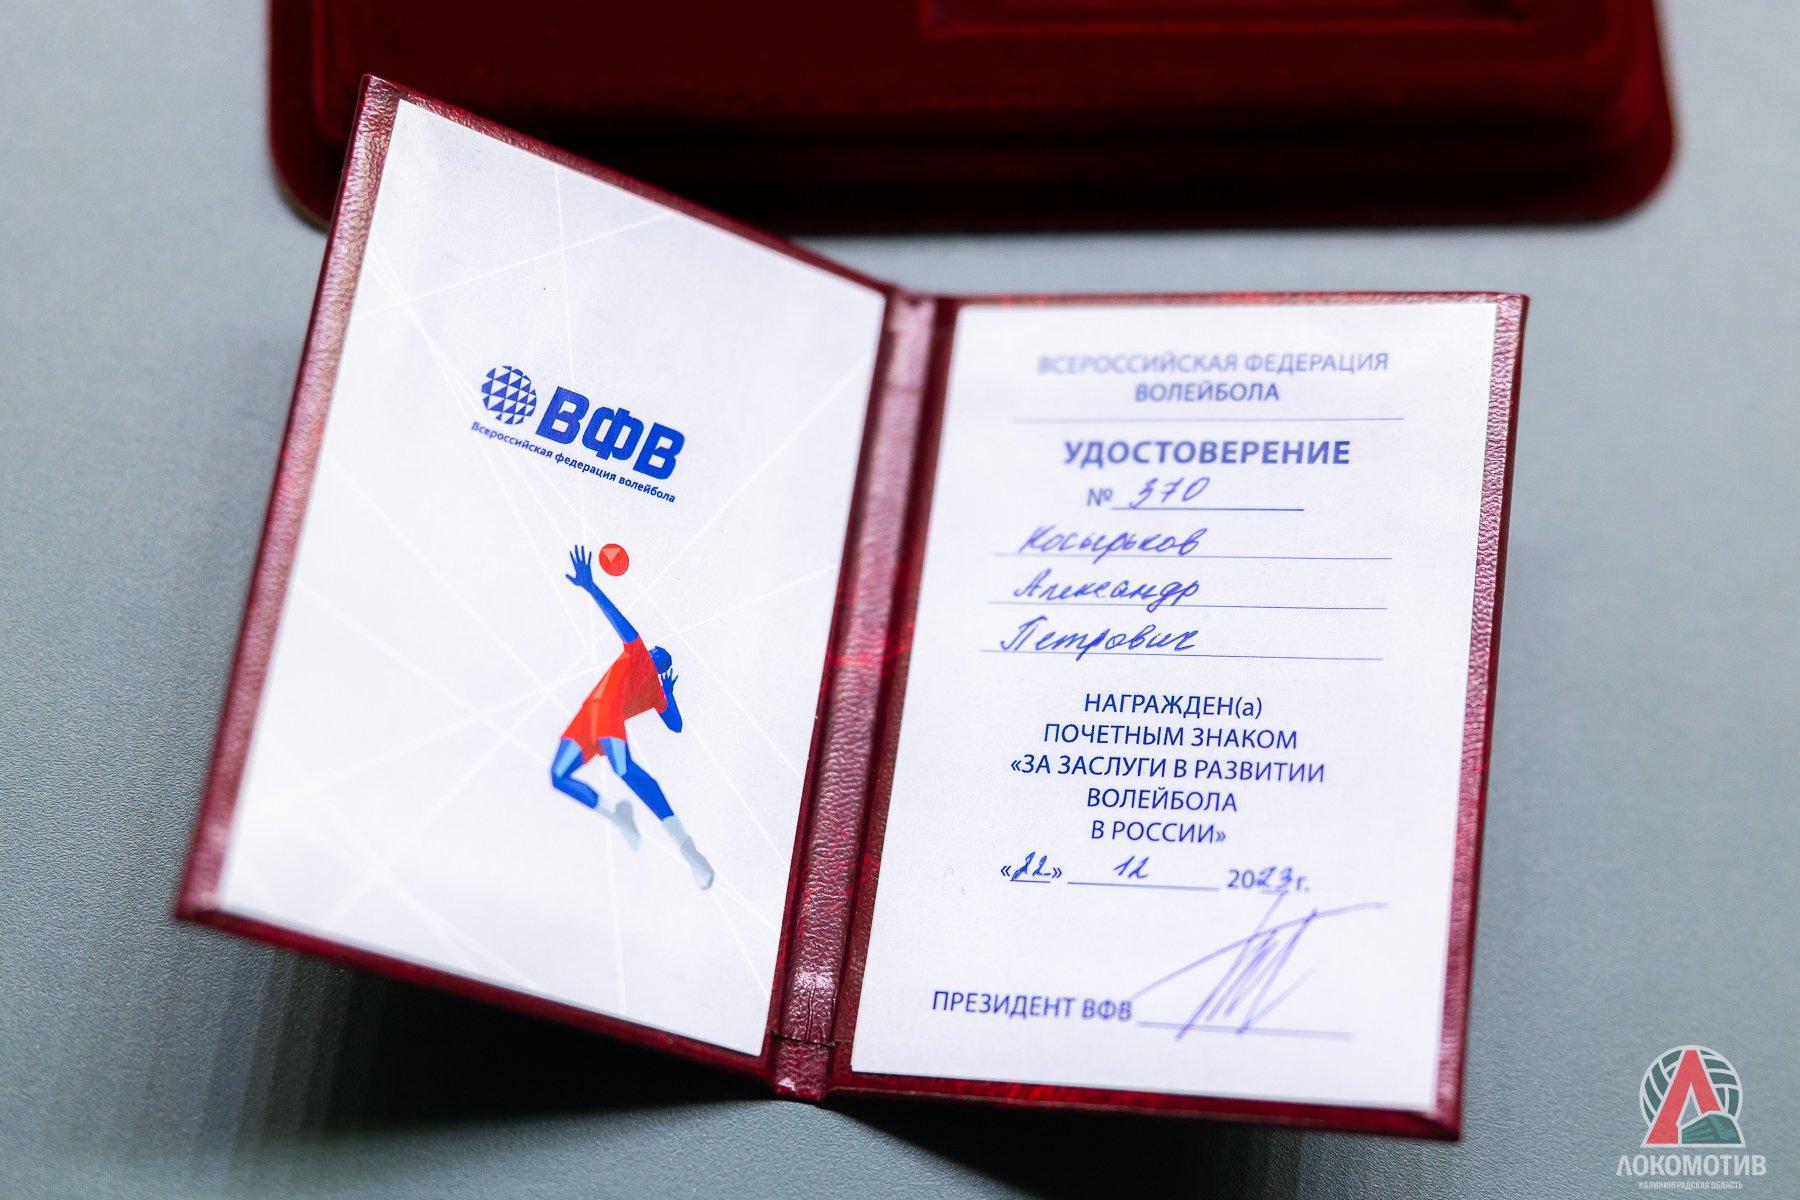 ВФВ
Всероссийская федерация волейбола
ВСЕРОССИЙСКАЯ ФЕДЕРАЦИЯ
ВОЛЕЙБОЛА
УДОСТОВЕРЕНИЕ
№ 370
Косырьков
Александр
Петрович
НАГРАЖДЕН(а)
ПОЧЕТНЫМ ЗНАКОМ
«ЗА ЗАСЛУГИ В РАЗВИТИИ
ВОЛЕЙБОЛА
В РОССИИ»
«22» 12 2023 г.
ПРЕЗИДЕНТ ВФВ
ЛОКОМОТИВ
КАЛИНИНГРАДСКАЯ ОБЛАСТЬ